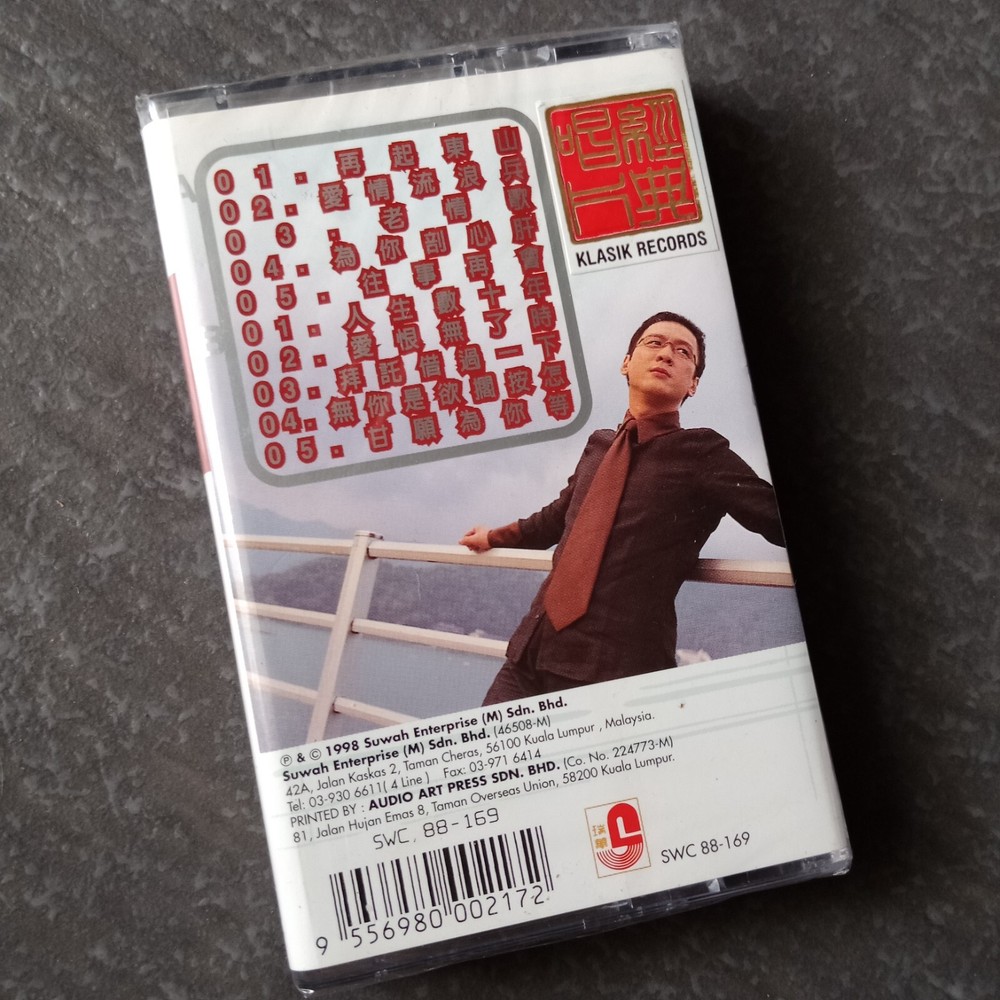 01. 再起東山
02. 愛情流浪兵
03. 老情歌
04. 為你剖心肝
05. 往事再會
01. 人生數十年
02. 愛恨無了時
03. 拜託借過一下
04. 無你是欲擱按怎
05. 甘願為你等
經典唱片
KLASIK RECORDS
℗ & © 1998 Suwah Enterprise (M) Sdn. Bhd.
Suwah Enterprise (M) Sdn. Bhd. (46508-M)
42A, Jalan Kaskas 2, Taman Cheras, 56100 Kuala Lumpur , Malaysia.
Tel: 03-930 6611( 4 Line ) Fax: 03-971 6414
PRINTED BY : AUDIO ART PRESS SDN. BHD. (Co. No. 224773-M)
81, Jalan Hujan Emas 8, Taman Overseas Union, 58200 Kuala Lumpur.
SWC. 88-169
瑞華
SWC 88-169
9 556980 002172